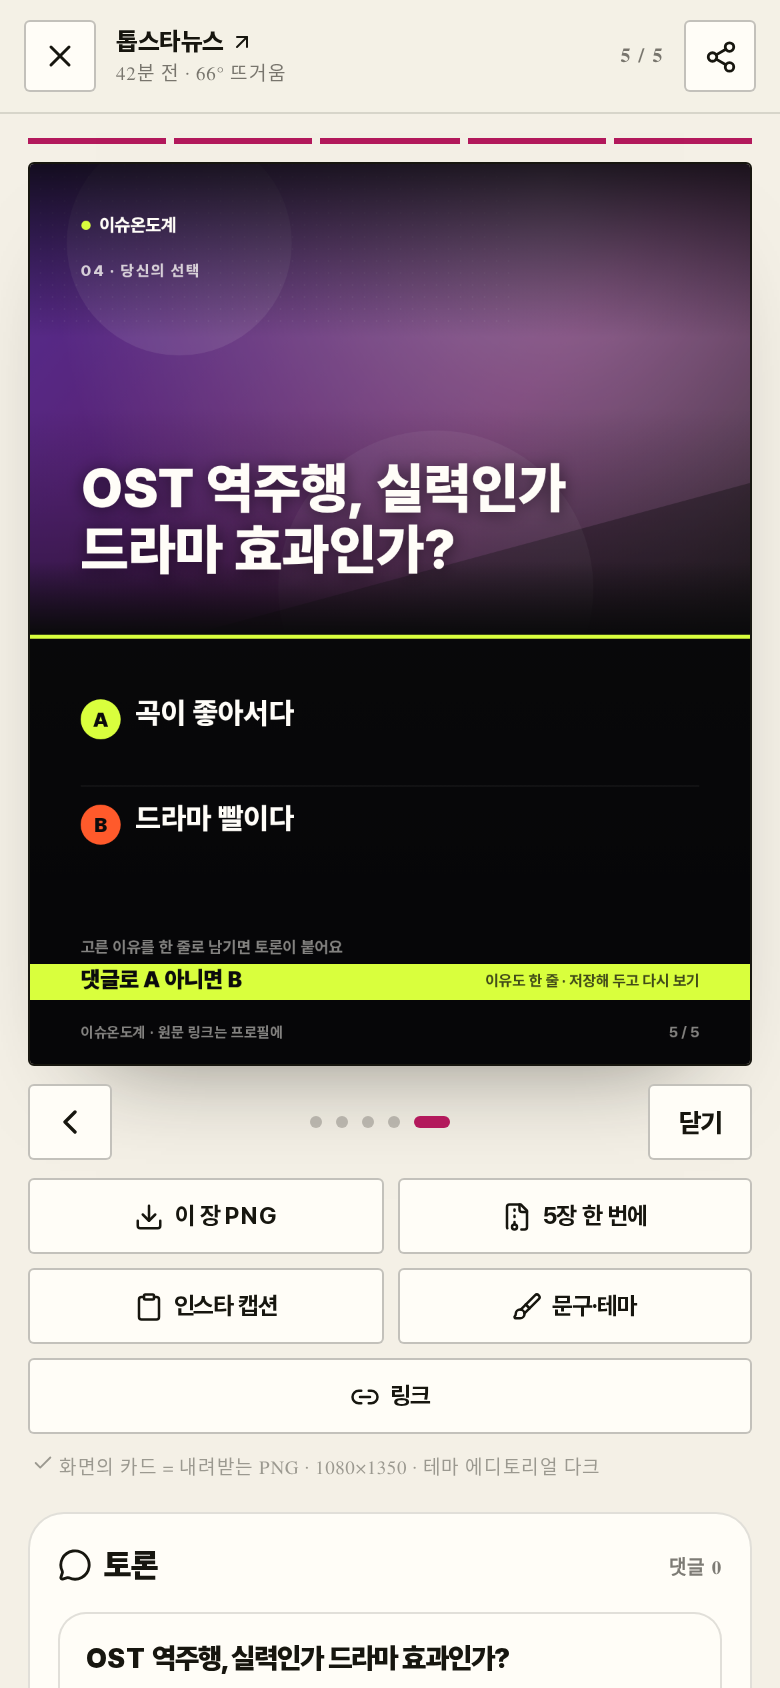 톱스타뉴스
42분 전 · 66° 뜨거움
5 / 5
이슈온도계
04 · 당신의 선택
OST 역주행, 실력인가
드라마 효과인가?
A 곡이 좋아서다
B 드라마 빨이다
고른 이유를 한 줄로 남기면 토론이 붙어요
댓글로 A 아니면 B
이유도 한 줄 · 저장해 두고 다시 보기
이슈온도계 · 원문 링크는 프로필에
5 / 5
닫기
이 장 PNG
5장 한 번에
인스타 캡션
문구·테마
링크
화면의 카드 = 내려받는 PNG · 1080×1350 · 테마 에디토리얼 다크
토론
댓글 0
OST 역주행, 실력인가 드라마 효과인가?